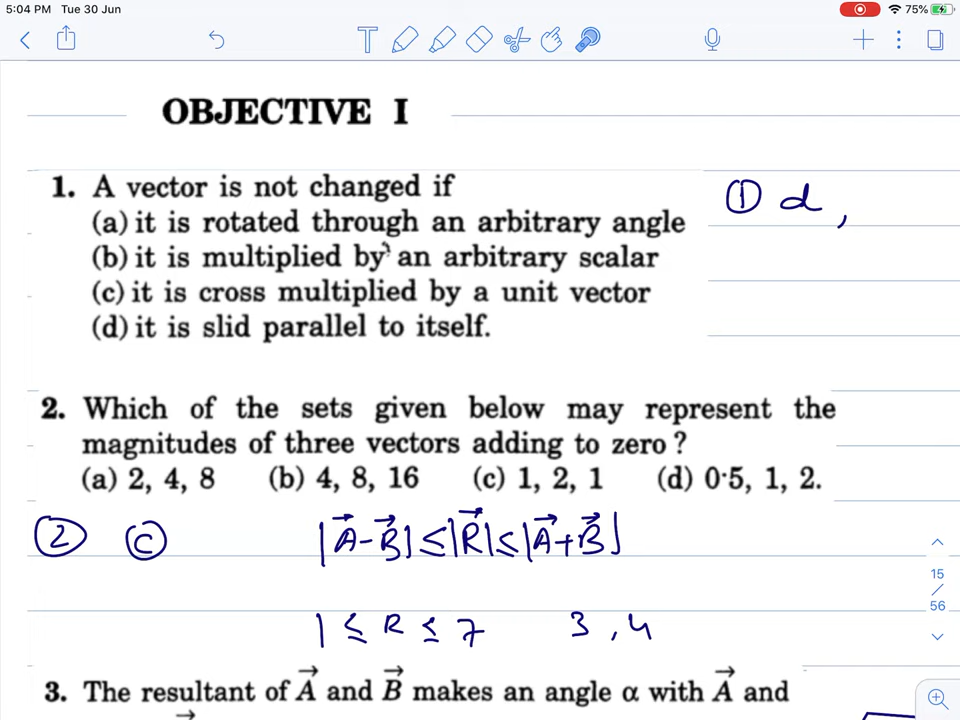 5:04 PM Tue 30 Jun
75%
T
OBJECTIVE I
1. A vector is not changed if
(a) it is rotated through an arbitrary angle
(b) it is multiplied by an arbitrary scalar
(c) it is cross multiplied by a unit vector
(d) it is slid parallel to itself.
① d,
2. Which of the sets given below may represent the
magnitudes of three vectors adding to zero ?
(a) 2, 4, 8 (b) 4, 8, 16 (c) 1, 2, 1 (d) 0·5, 1, 2.
② ⓒ |A⃗-B⃗| ≤ |R⃗| ≤ |A⃗+B⃗|
15
/
56
1 ≤ R ≤ 7 3, 4
3. The resultant of A⃗ and B⃗ makes an angle α with A⃗ and